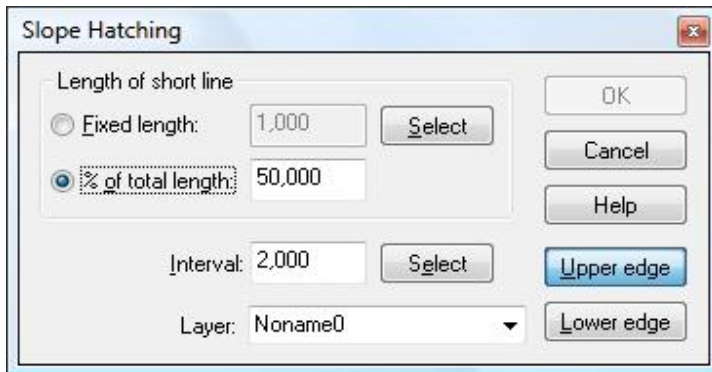 Slope Hatching
Length of short line
Fixed length: 1,000 Select
% of total length: 50,000
Interval: 2,000 Select
Layer: Noname0
OK
Cancel
Help
Upper edge
Lower edge